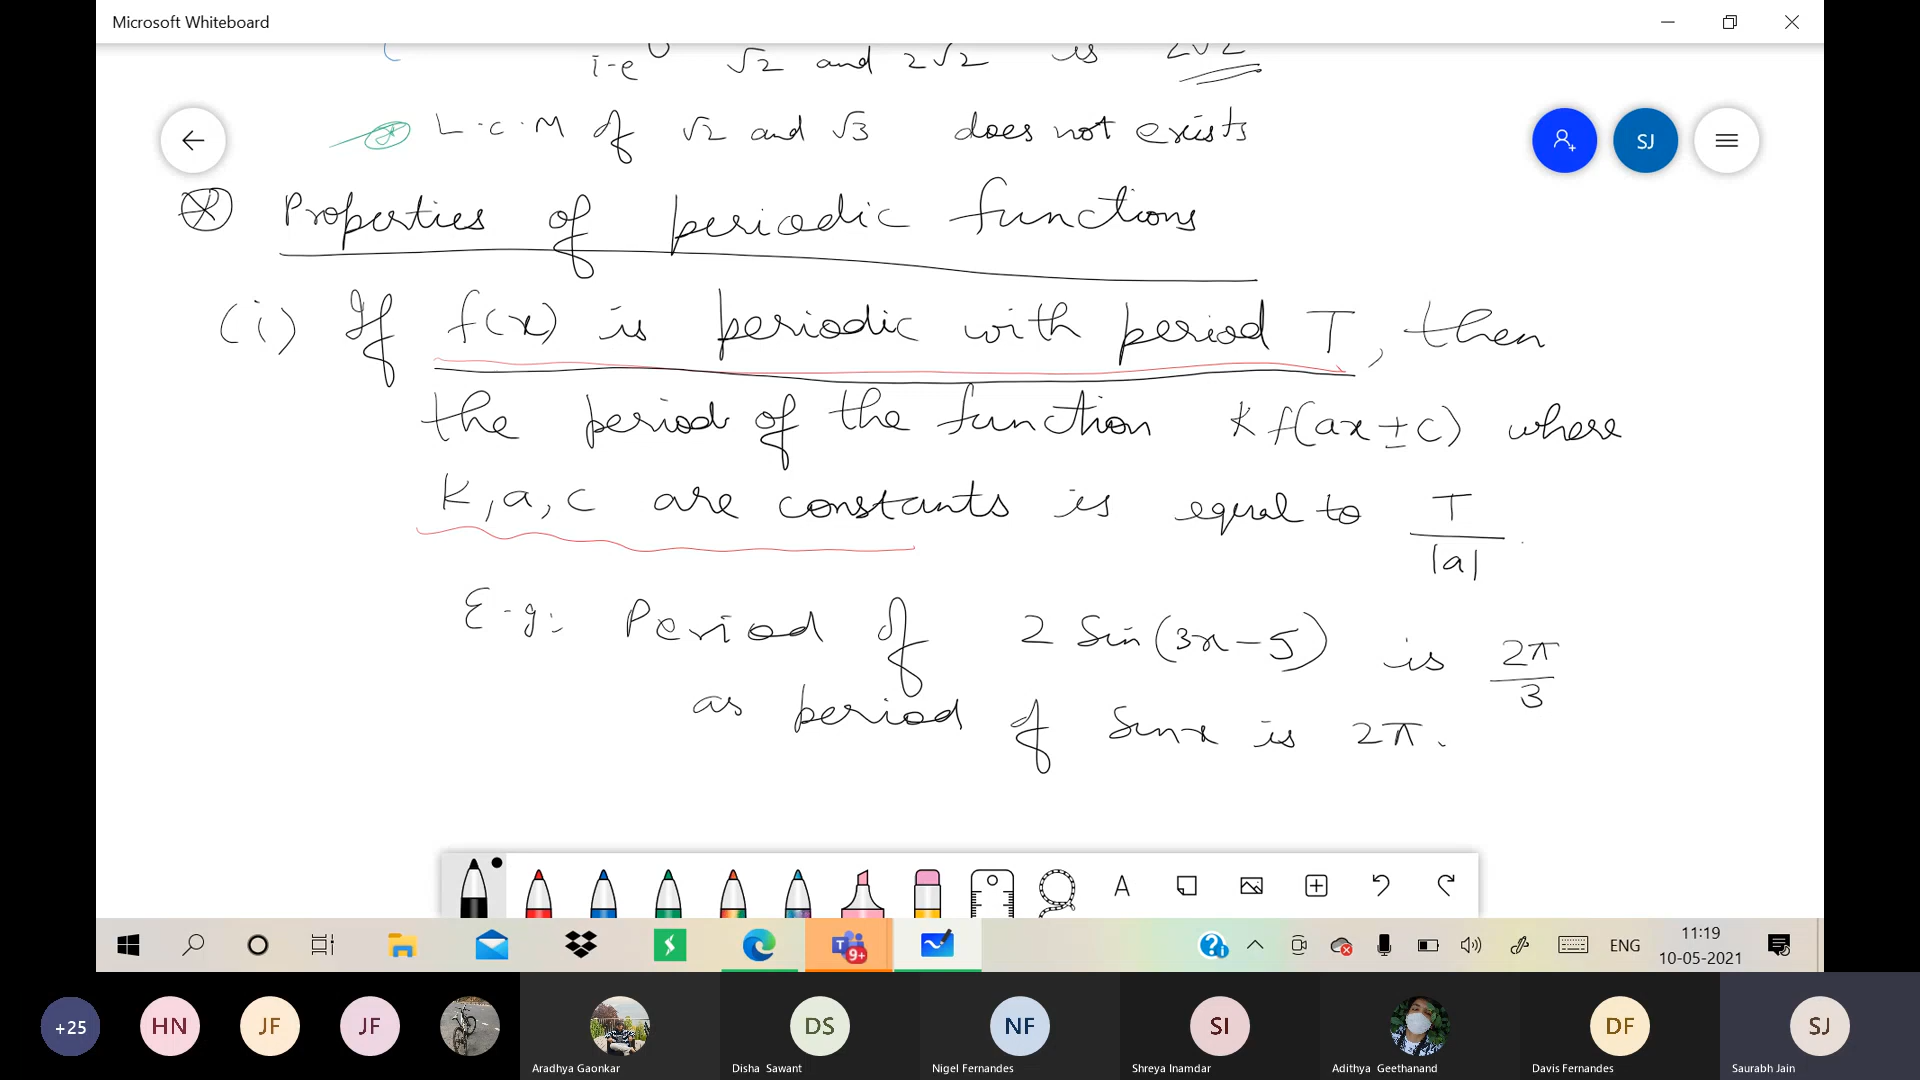 Microsoft Whiteboard
i-e √2 and 2√2 is 2√2
L.C.M of √2 and √3 does not exists
SJ
Properties of periodic functions
(i) If f(x) is periodic with period T, then
the period of the function K f(ax ± c) where
K, a, c are constants is equal to T/|a|
E.g: Period of 2 Sin(3x-5) is 2π/3
as period of Sinx is 2π.
A
9+
ENG
11:19
10-05-2021
+25
HN
JF
JF
DS
NF
SI
DF
SJ
Aradhya Gaonkar
Disha Sawant
Nigel Fernandes
Shreya Inamdar
Adithya Geethanand
Davis Fernandes
Saurabh Jain